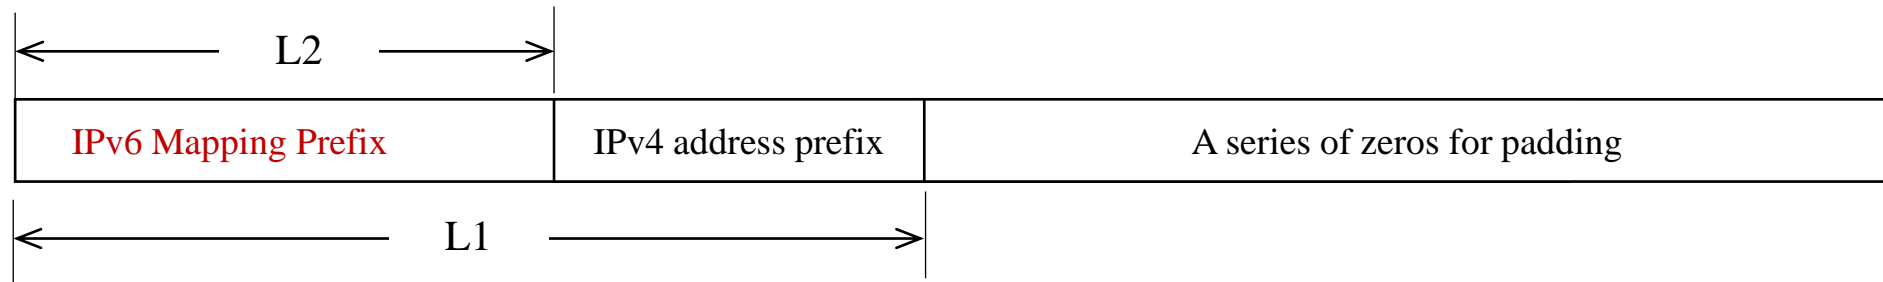 L2
IPv6 Mapping Prefix
IPv4 address prefix
A series of zeros for padding
L1